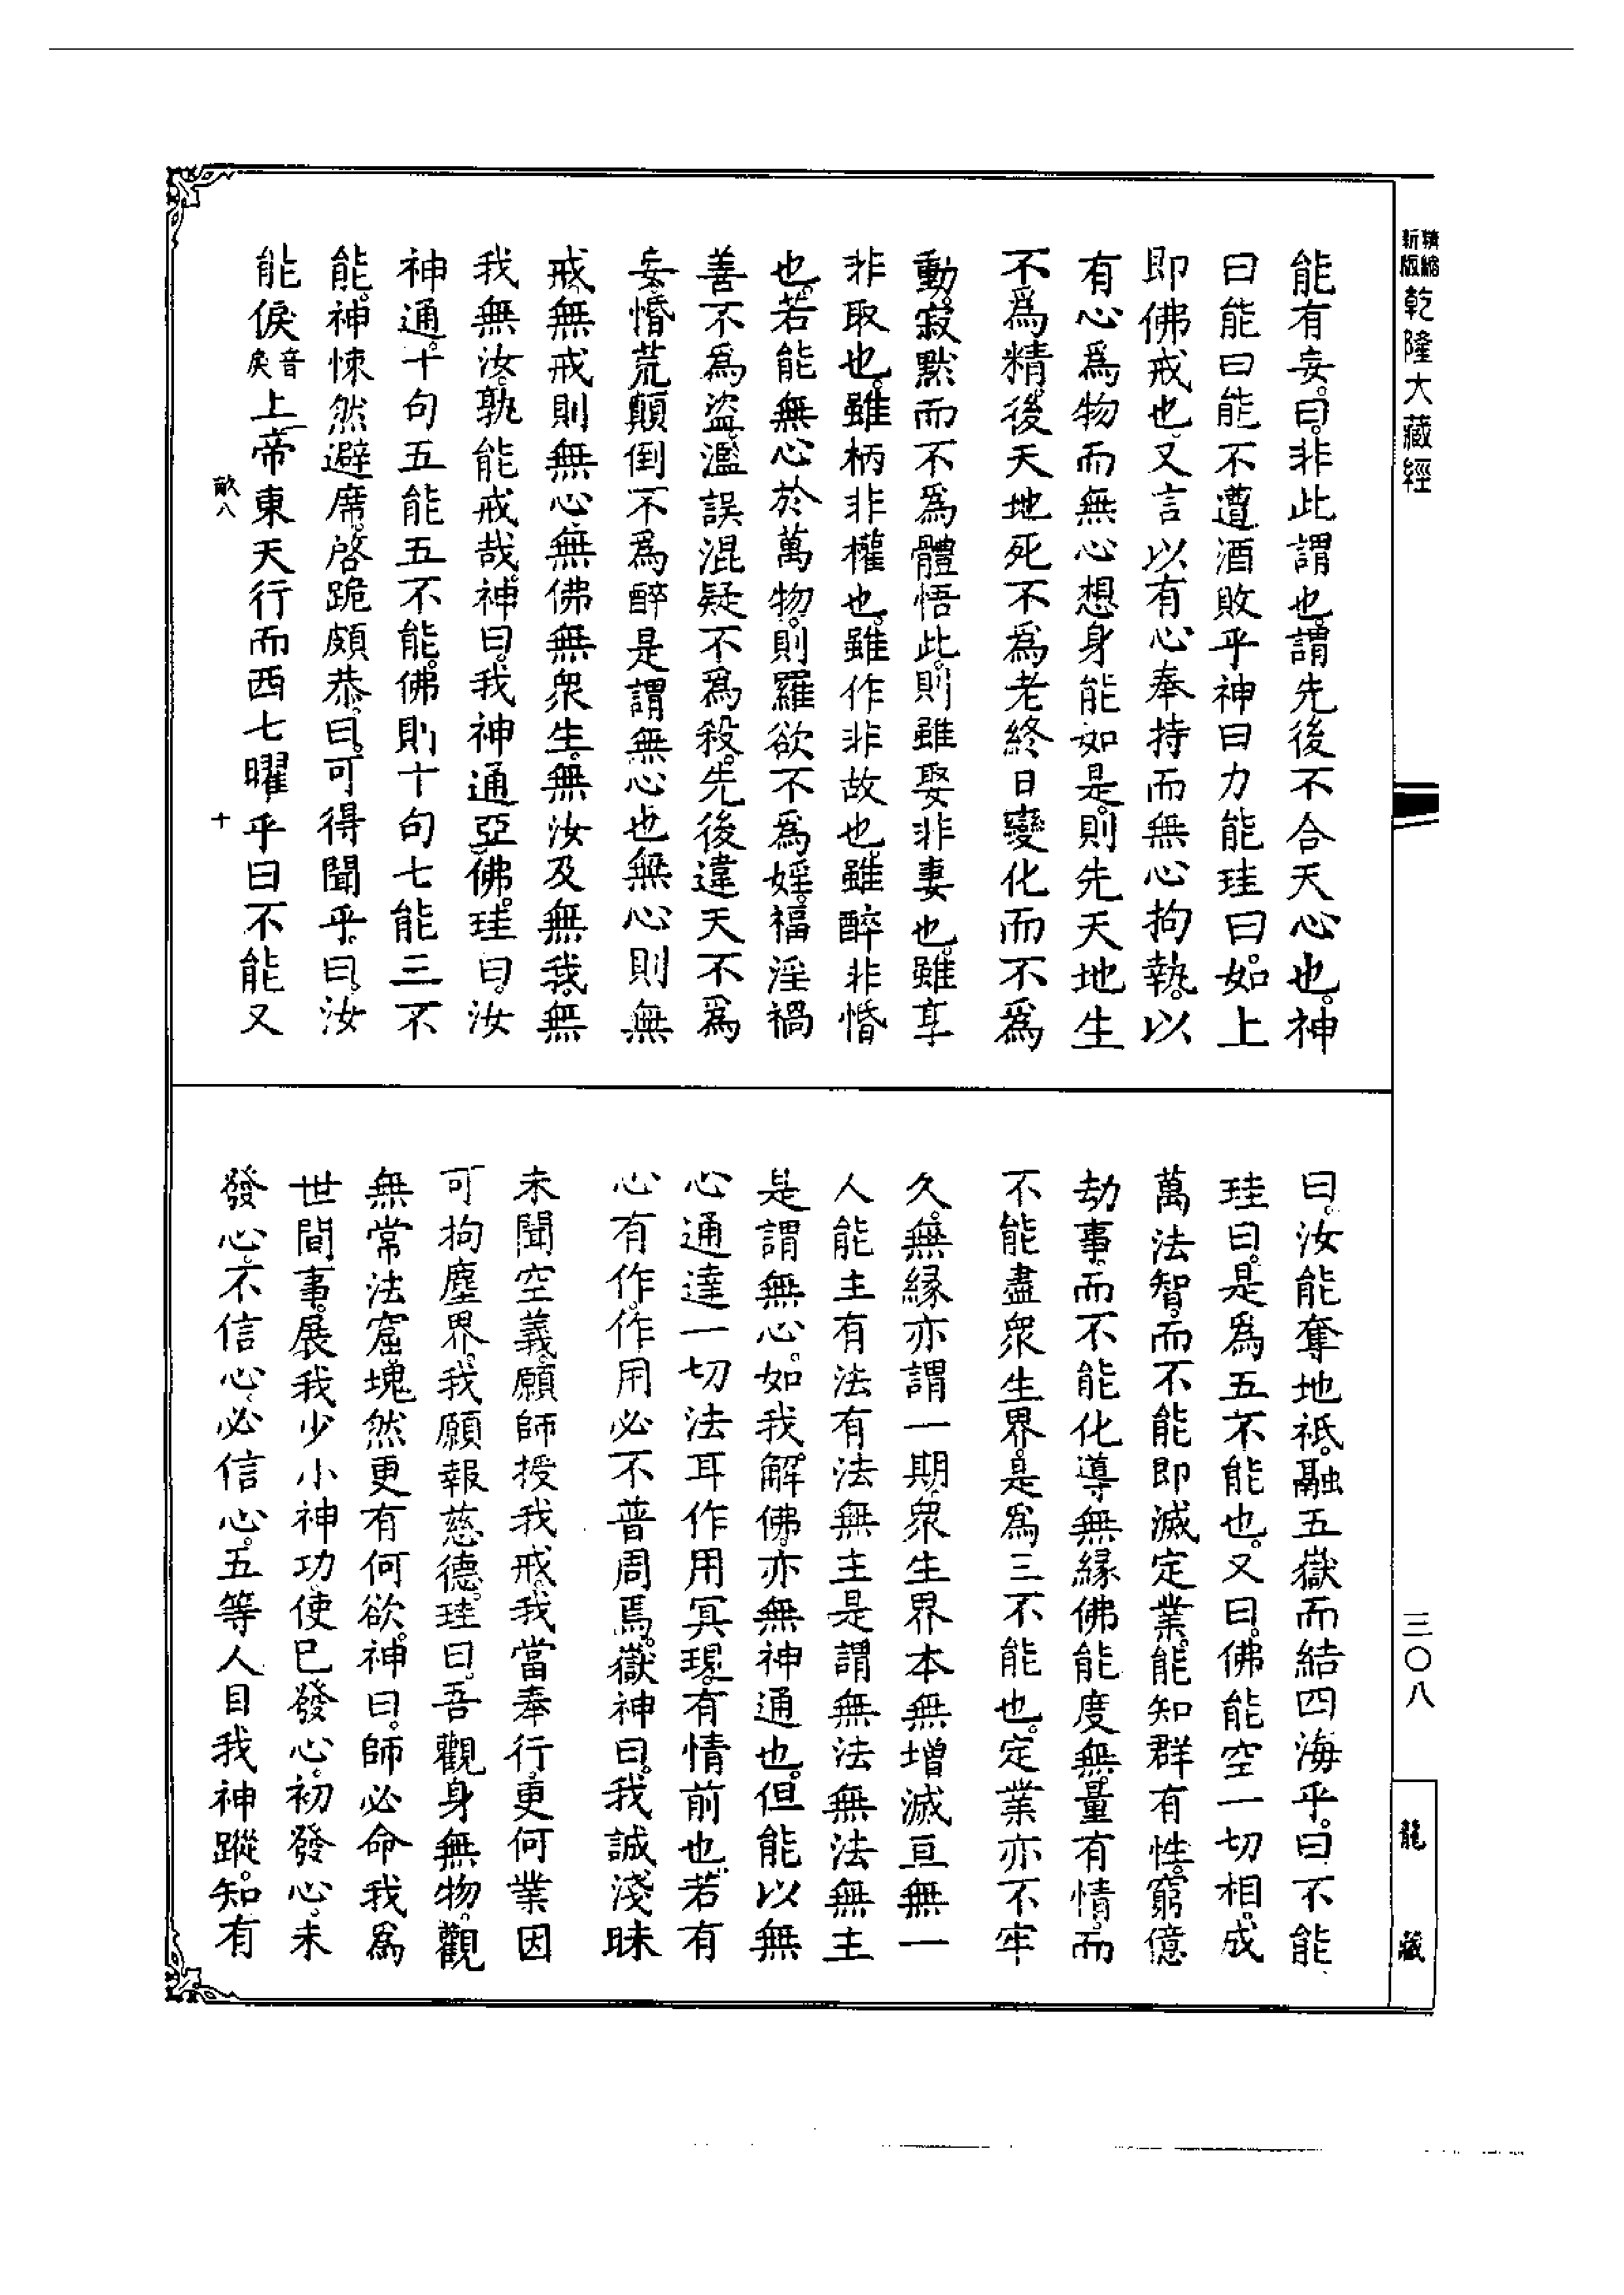 精縮新版乾隆大藏經
能有妄。曰。非此謂也。謂先後不合天心也。神
曰能曰能不遭酒敗乎神曰力能珪曰。如上
即佛戒也又言以有心奉持而無心拘執。以
有心爲物而無心想身能如是。則先天地生
不爲精。後天地死不爲老終日變化而不爲
動。寂默而不爲體悟此。則雖娶非妻也。雖享
非取也。雖柄非權也。雖作非故也。雖醉非惛
也。若能無心於萬物。則羅欲不爲婬。福淫禍
善不爲盜濫誤混疑不爲殺。先後違天不爲
妄。惛荒顛倒不爲醉是謂無心也無心則無
戒無戒則無心無佛無眾生。無汝及無我。無
我無汝。孰能戒哉。神曰。我神通亞佛。珪曰。汝
神通。十句五能五不能。佛則十句七能三不
能。神悚然避席。啓跪頗恭。曰。可得聞乎。曰。汝
能㑦音戾上帝東天行而西七曜乎曰不能又
畝八 十
曰。汝能奪地祇。融五嶽而結四海乎。曰不能
珪曰。是爲五不能也。又曰。佛能空一切相。成
萬法智。而不能即滅定業。能知群有性。窮億
劫事。而不能化導無緣佛能度無量有情。而
不能盡眾生界。是爲三不能也。定業亦不牢
久。無緣亦謂一期眾生界本無增減亘無一
人能主有法有法無主是謂無法無法無主
是謂無心。如我解佛。亦無神通也。但能以無
心通達一切法耳作用冥現。有情前也。若有
心有作。作用必不普周焉。嶽神曰。我誠淺昧
未聞空義。願師授我戒。我當奉行。更何業因
可拘塵界。我願報慈德。珪曰。吾觀身無物。觀
無常法窟塊然更有何欲。神曰。師必命我爲
世間事。展我少小神功使已發心。初發心。未
發心。不信心。必信心。五等人目我神蹤。知有
三〇八
龍藏